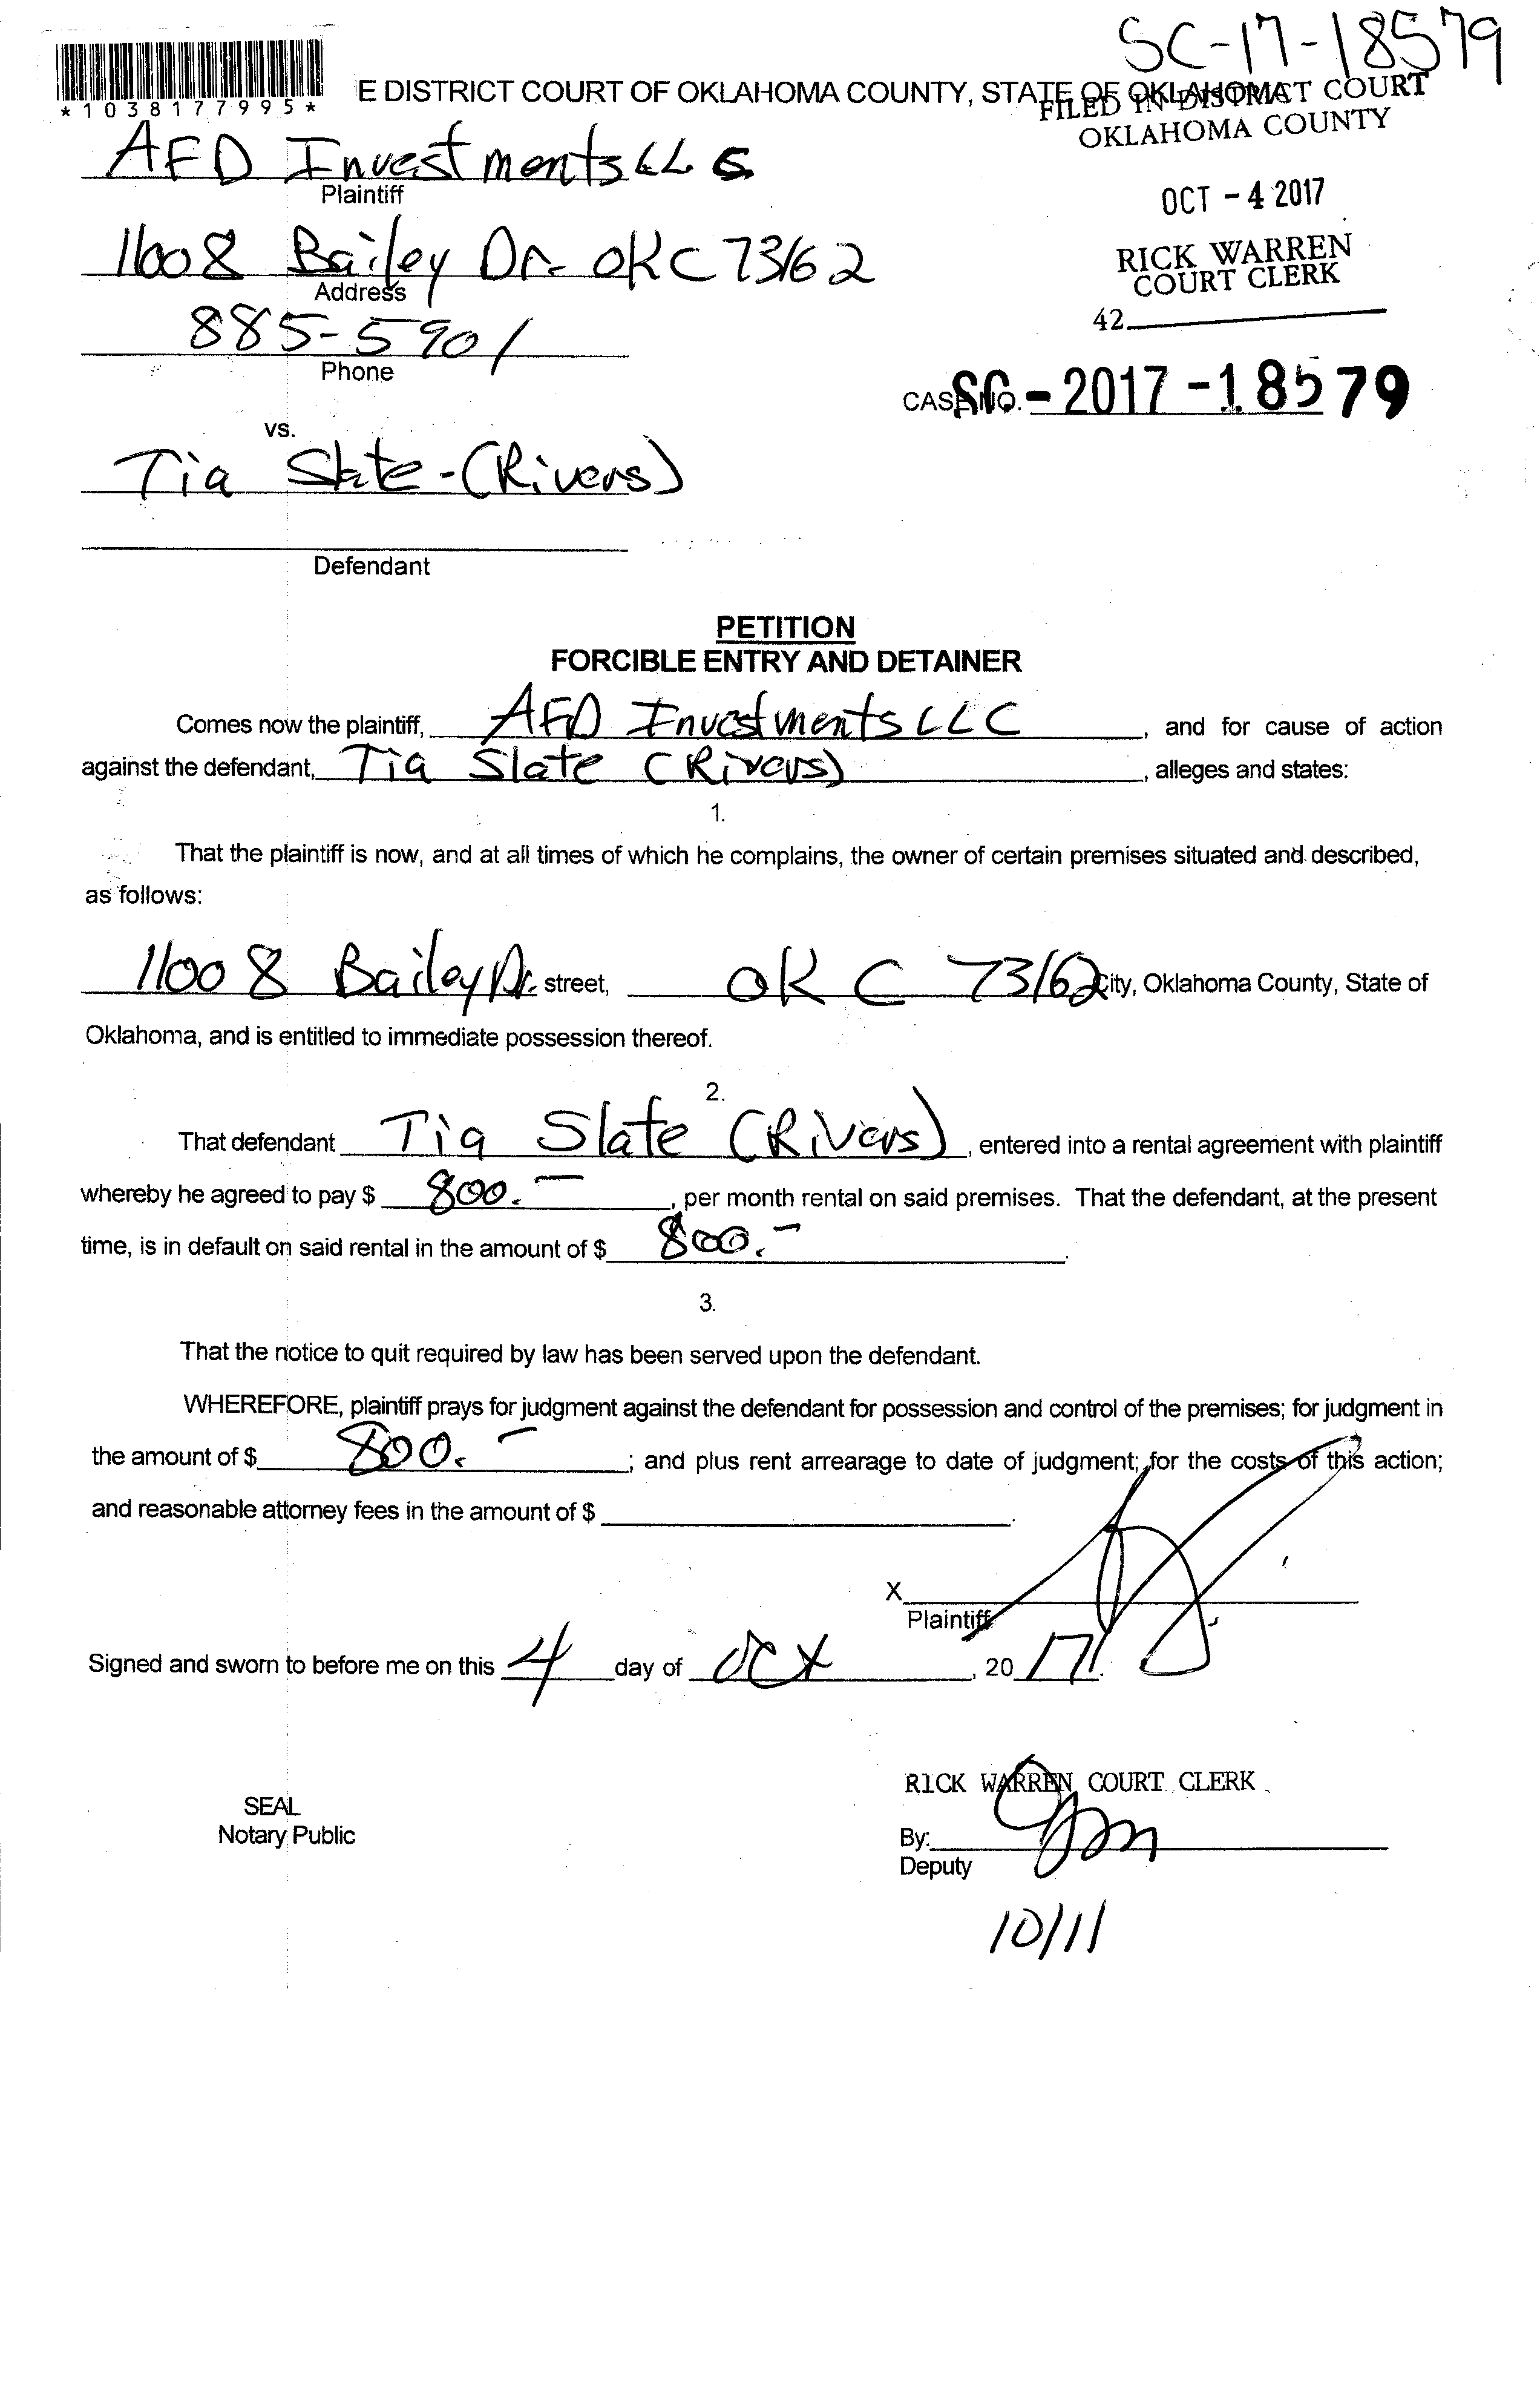 SC-17-18579
*1038177995*
E DISTRICT COURT OF OKLAHOMA COUNTY, STATE OF OKLAHOMA
FILED IN DISTRICT COURT
OKLAHOMA COUNTY
AFD Investments LLC
Plaintiff
OCT - 4 2017
11008 Bailey Dr. OKC 73162
Address
RICK WARREN
COURT CLERK
42
885-5901
Phone
CASE NO. SC - 2017 - 18579
vs.
Tia Slate - (Rivers)
Defendant
PETITION
FORCIBLE ENTRY AND DETAINER
Comes now the plaintiff, AFD Investments LLC, and for cause of action
against the defendant, Tia Slate (Rivers), alleges and states:
1.
That the plaintiff is now, and at all times of which he complains, the owner of certain premises situated and described,
as follows:
11008 Bailey Dr. street, OKC 73162 City, Oklahoma County, State of
Oklahoma, and is entitled to immediate possession thereof.
2.
That defendant Tia Slate (Rivers), entered into a rental agreement with plaintiff
whereby he agreed to pay $ 800.-, per month rental on said premises. That the defendant, at the present
time, is in default on said rental in the amount of $ 800.-.
3.
That the notice to quit required by law has been served upon the defendant.
WHEREFORE, plaintiff prays for judgment against the defendant for possession and control of the premises; for judgment in
the amount of $ 800.-; and plus rent arrearage to date of judgment; for the costs of this action;
and reasonable attorney fees in the amount of $ .
X
Plaintiff
Signed and sworn to before me on this 4 day of Oct, 20 17.
RICK WARREN, COURT CLERK
SEAL
Notary Public
By:
Deputy
10/11